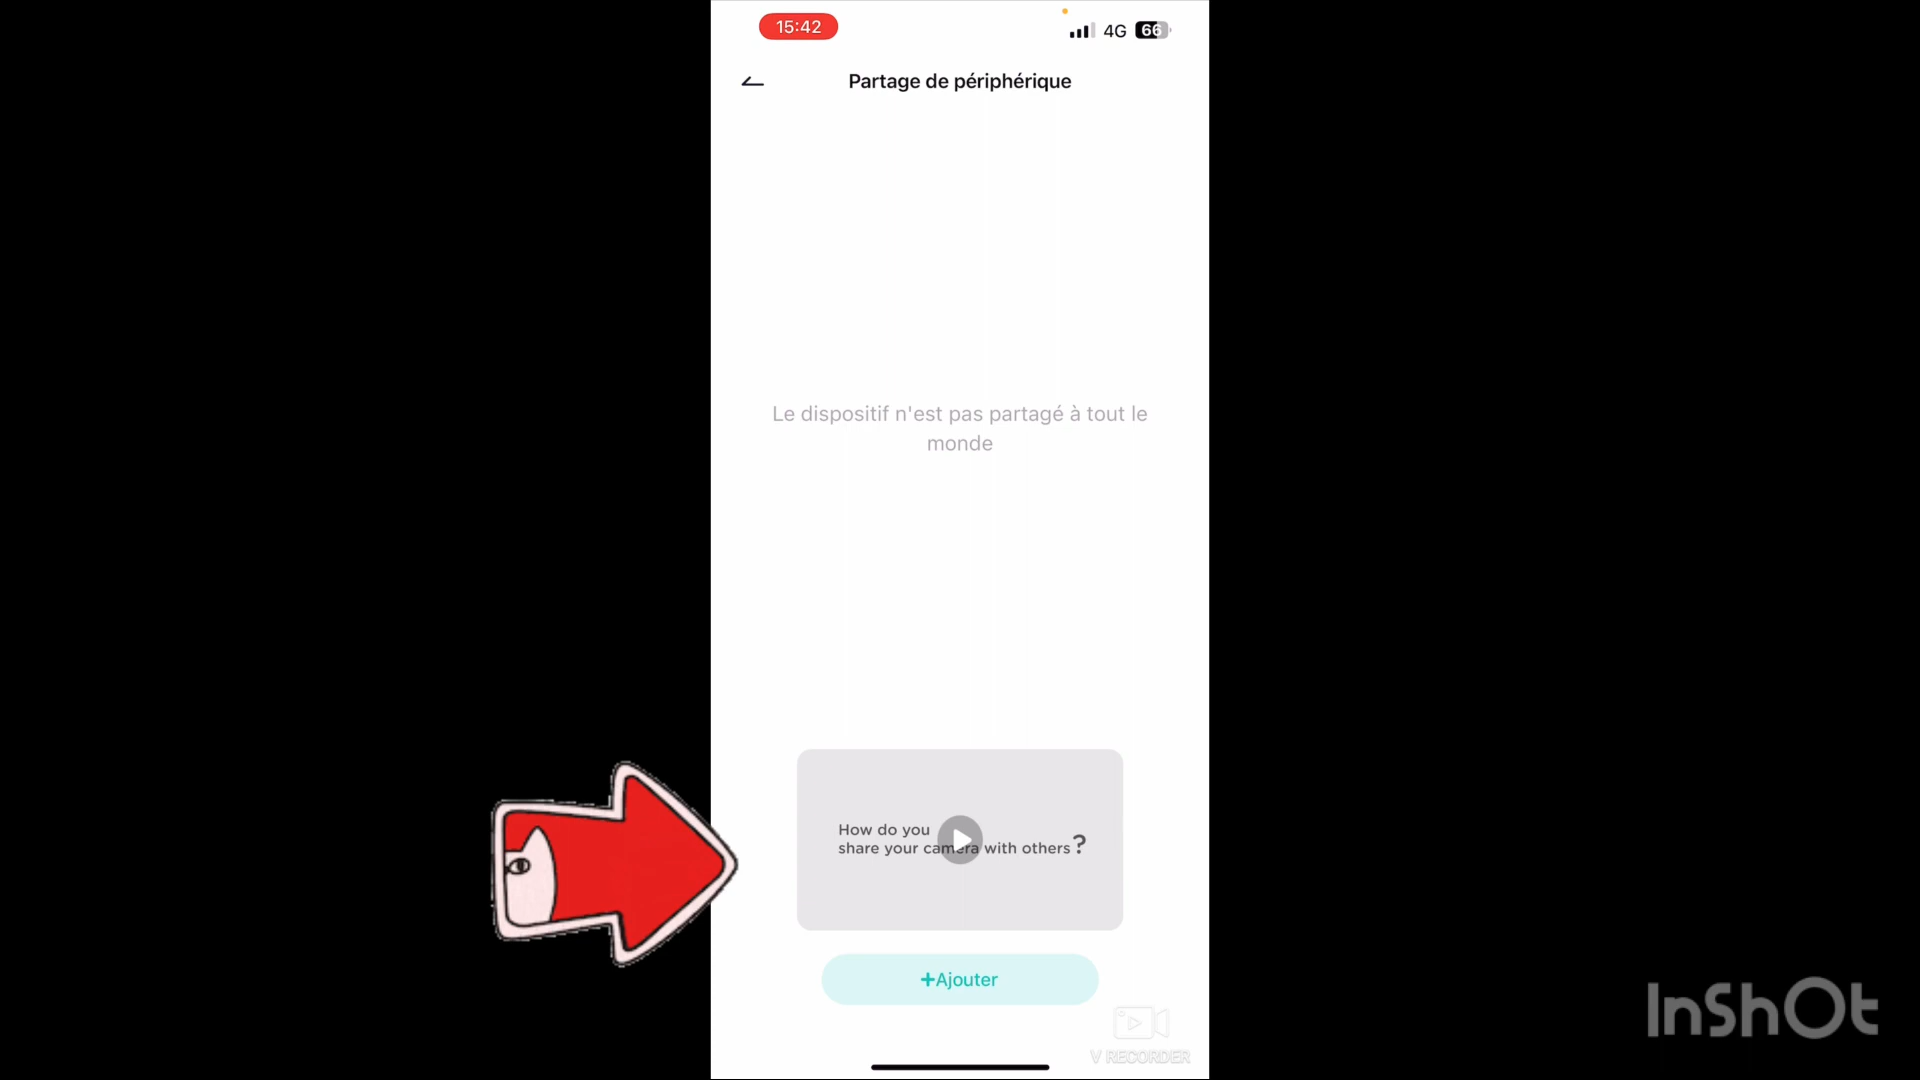 15:42
4G 66
Partage de périphérique
Le dispositif n'est pas partagé à tout le
monde
How do you
share your camera with others?
+Ajouter
V RECORDER
InShOt